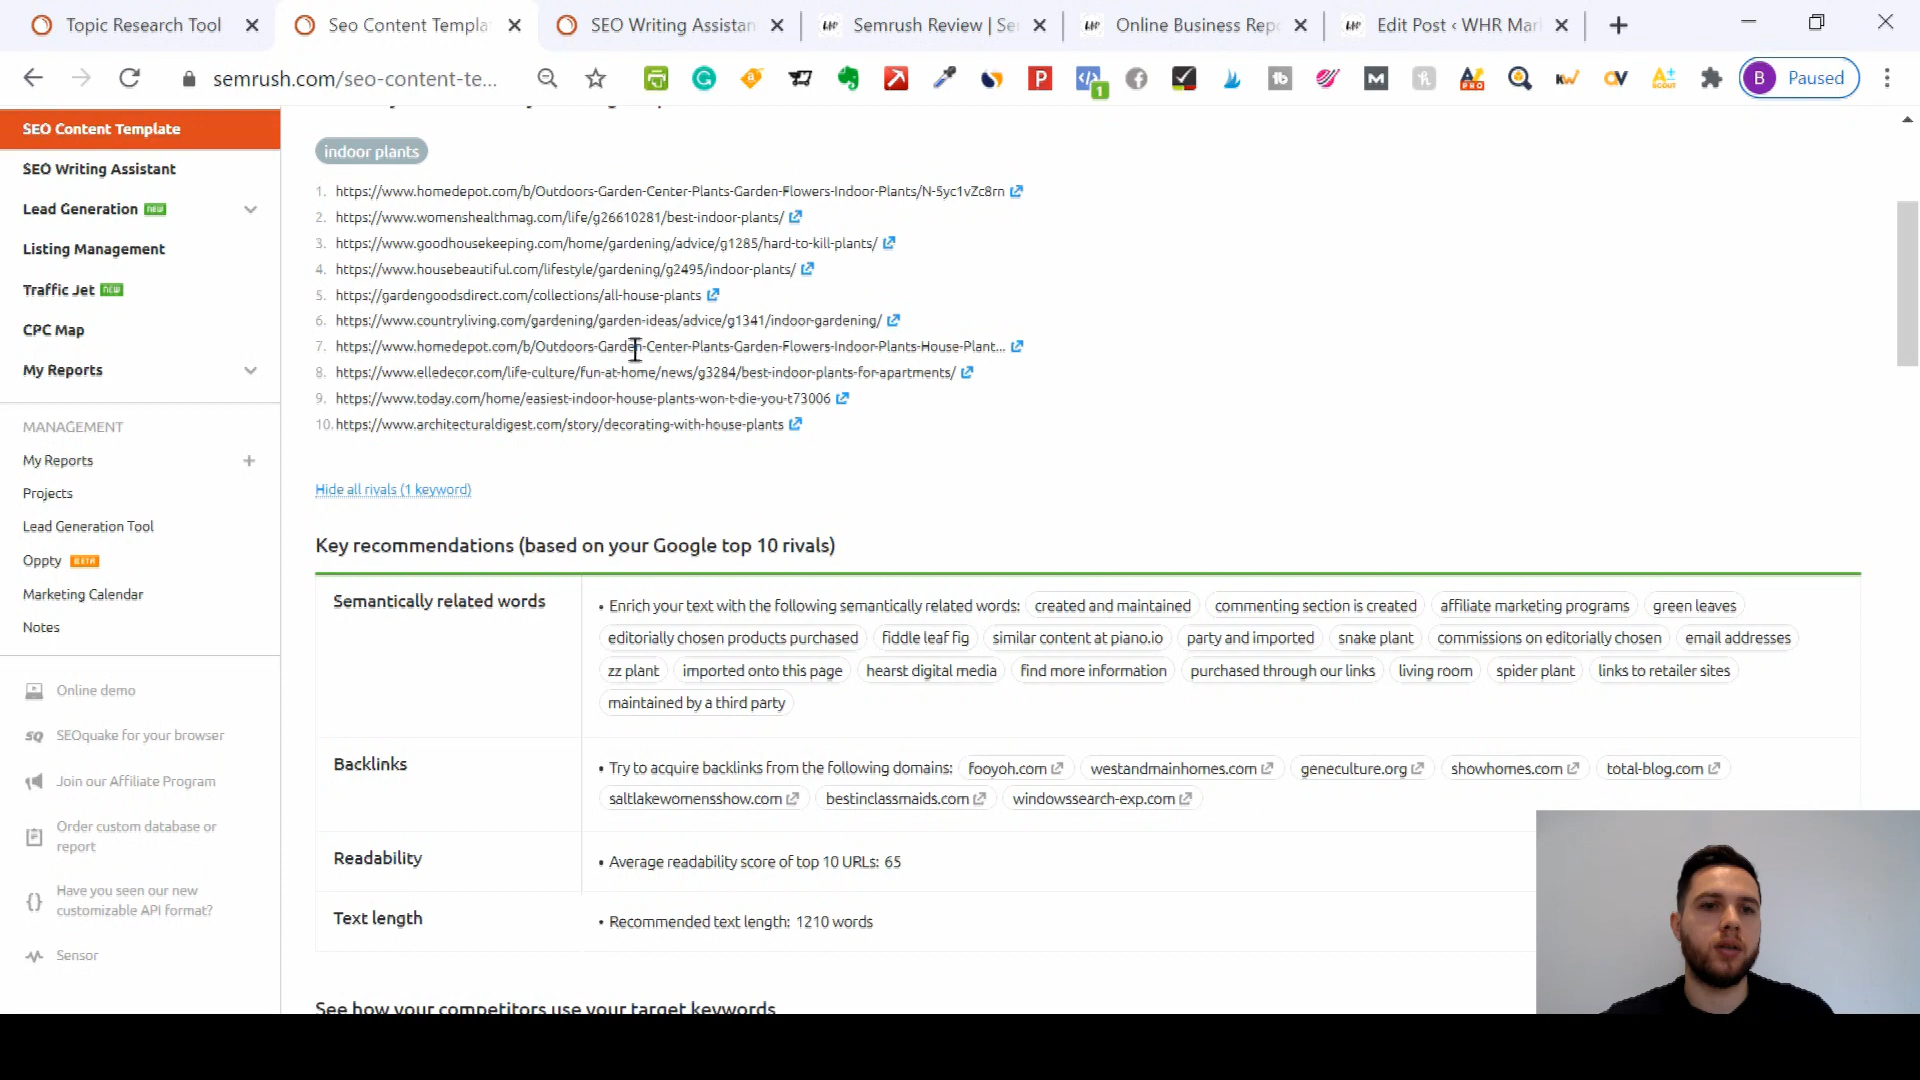 Topic Research Tool
Seo Content Templa
SEO Writing Assistan
Semrush Review | Se
Online Business Rep
Edit Post ‹ WHR Mar
semrush.com/seo-content-te...
B Paused
SEO Content Template
SEO Writing Assistant
Lead Generation NEW
Listing Management
Traffic Jet NEW
CPC Map
My Reports
MANAGEMENT
My Reports
Projects
Lead Generation Tool
Oppty BETA
Marketing Calendar
Notes
Online demo
SEOquake for your browser
Join our Affiliate Program
Order custom database or
report
Have you seen our new
customizable API format?
Sensor
indoor plants
1. https://www.homedepot.com/b/Outdoors-Garden-Center-Plants-Garden-Flowers-Indoor-Plants/N-5yc1vZc8rn
2. https://www.womenshealthmag.com/life/g26610281/best-indoor-plants/
3. https://www.goodhousekeeping.com/home/gardening/advice/g1285/hard-to-kill-plants/
4. https://www.housebeautiful.com/lifestyle/gardening/g2495/indoor-plants/
5. https://gardengoodsdirect.com/collections/all-house-plants
6. https://www.countryliving.com/gardening/garden-ideas/advice/g1341/indoor-gardening/
7. https://www.homedepot.com/b/Outdoors-Garden-Center-Plants-Garden-Flowers-Indoor-Plants-House-Plant...
8. https://www.elledecor.com/life-culture/fun-at-home/news/g3284/best-indoor-plants-for-apartments/
9. https://www.today.com/home/easiest-indoor-house-plants-won-t-die-you-t73006
10. https://www.architecturaldigest.com/story/decorating-with-house-plants
Hide all rivals (1 keyword)
Key recommendations (based on your Google top 10 rivals)
Semantically related words
• Enrich your text with the following semantically related words: created and maintained commenting section is created affiliate marketing programs green leaves
editorially chosen products purchased fiddle leaf fig similar content at piano.io party and imported snake plant commissions on editorially chosen email addresses
zz plant imported onto this page hearst digital media find more information purchased through our links living room spider plant links to retailer sites
maintained by a third party
Backlinks
• Try to acquire backlinks from the following domains: fooyoh.com westandmainhomes.com geneculture.org showhomes.com total-blog.com
saltlakewomensshow.com bestinclassmaids.com windowssearch-exp.com
Readability
• Average readability score of top 10 URLs: 65
Text length
• Recommended text length: 1210 words
See how your competitors use your target keywords